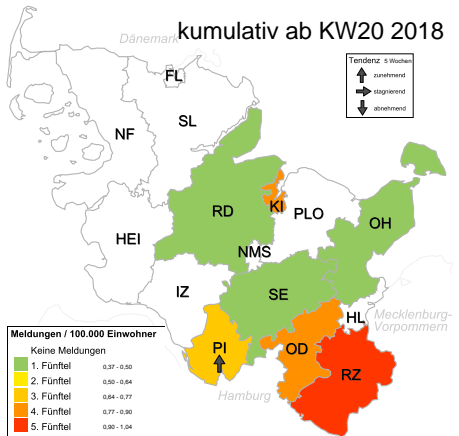 kumulativ ab KW20 2018
Dänemark
Tendenz 5 Wochen
zunehmend
stagnierend
abnehmend
FL
SL
NF
RD
KI
PLO
OH
HEI
NMS
IZ
SE
HL
Mecklenburg-
Vorpommern
PI
OD
RZ
Hamburg
Meldungen / 100.000 Einwohner
Keine Meldungen
1. Fünftel 0,37 - 0,50
2. Fünftel 0,50 - 0,64
3. Fünftel 0,64 - 0,77
4. Fünftel 0,77 - 0,90
5. Fünftel 0,90 - 1,04